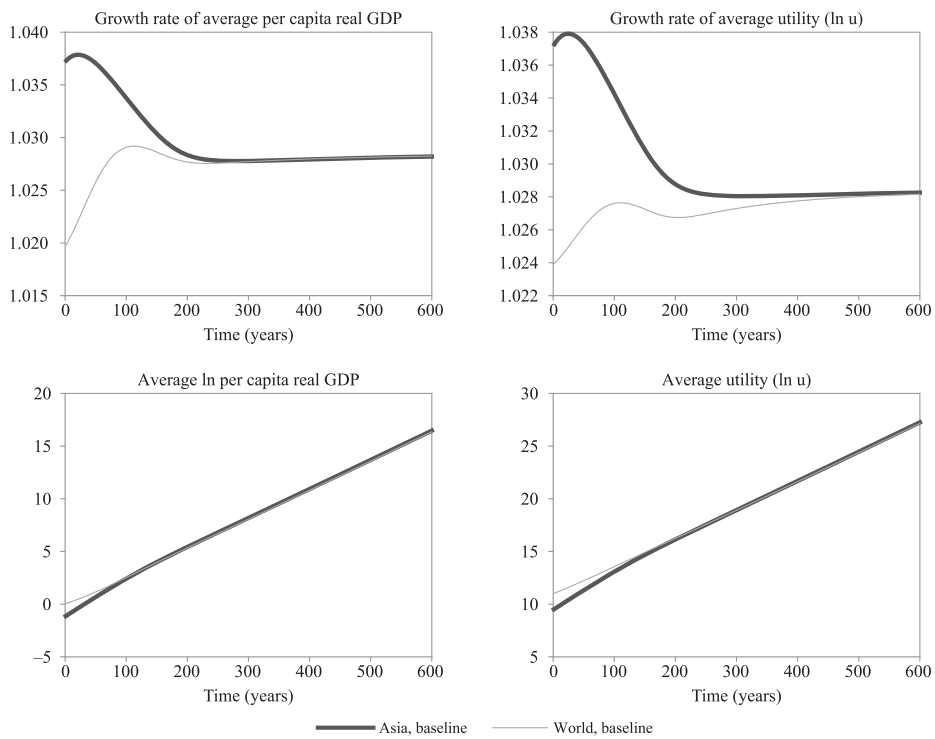 Growth rate of average per capita real GDP
1.040
1.035
1.030
1.025
1.020
1.015
0 100 200 300 400 500 600
Time (years)
Growth rate of average utility (ln u)
1.038
1.036
1.034
1.032
1.030
1.028
1.026
1.024
1.022
0 100 200 300 400 500 600
Time (years)
Average ln per capita real GDP
20
15
10
5
0
–5
0 100 200 300 400 500 600
Time (years)
Average utility (ln u)
30
25
20
15
10
5
0 100 200 300 400 500 600
Time (years)
Asia, baseline World, baseline